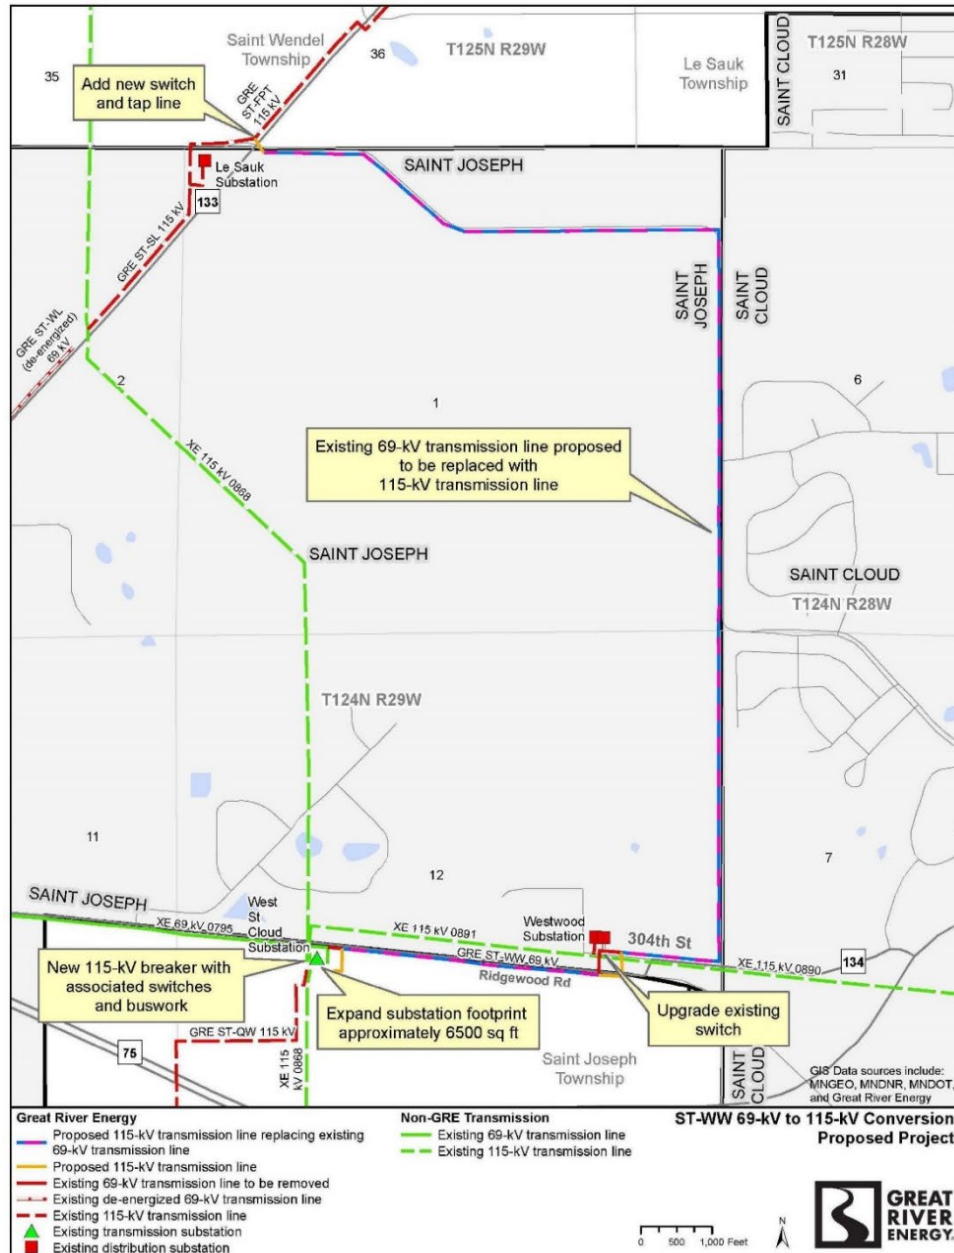 Saint Wendel
Township
36
T125N R29W
Le Sauk
Township
SAINT CLOUD
T125N R28W
31
35
Add new switch
and tap line
GRE
ST-FPT
115 kV
Le Sauk
Substation
SAINT JOSEPH
133
GRE ST-SL 115 kV
GRE ST-WL
(de-energized)
69 kV
SAINT JOSEPH
SAINT CLOUD
2
1
6
XE 115 kV 0868
Existing 69-kV transmission line proposed
to be replaced with
115-kV transmission line
SAINT JOSEPH
SAINT CLOUD
T124N R28W
T124N R29W
11
12
7
SAINT JOSEPH
XE 69 kV 0795
West
St
Cloud
Substation
XE 115 kV 0891
Westwood
Substation
304th St
GRE ST-WW 69 kV
Ridgewood Rd
XE 115 kV 0890
134
New 115-kV breaker with
associated switches
and buswork
Expand substation footprint
approximately 6500 sq ft
Upgrade existing
switch
GRE ST-QW 115 kV
75
XE 115
kV 0868
Saint Joseph
Township
SAINT
CLOUD
GIS Data sources include:
MNGEO, MNDNR, MNDOT,
and Great River Energy
Great River Energy
Proposed 115-kV transmission line replacing existing
69-kV transmission line
Proposed 115-kV transmission line
Existing 69-kV transmission line to be removed
Existing de-energized 69-kV transmission line
Existing 115-kV transmission line
Existing transmission substation
Existing distribution substation
Non-GRE Transmission
Existing 69-kV transmission line
Existing 115-kV transmission line
ST-WW 69-kV to 115-kV Conversion
Proposed Project
0 500 1,000 Feet
N
GREAT
RIVER
ENERGY